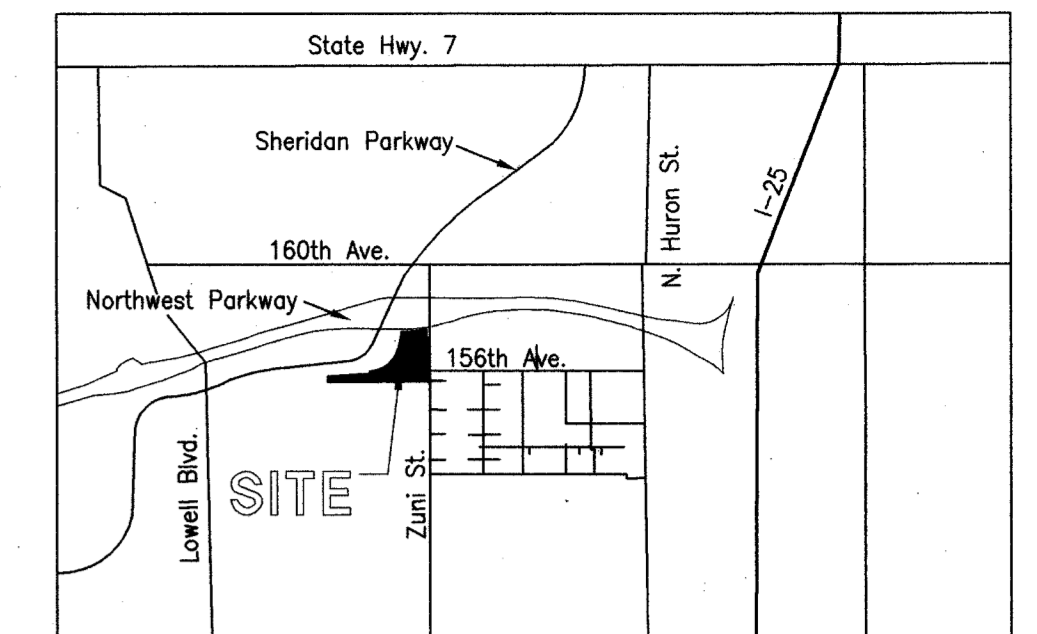 State Hwy. 7
Sheridan Parkway
N. Huron St.
I-25
160th Ave.
Northwest Parkway
156th Ave.
SITE
Lowell Blvd.
Zuni St.